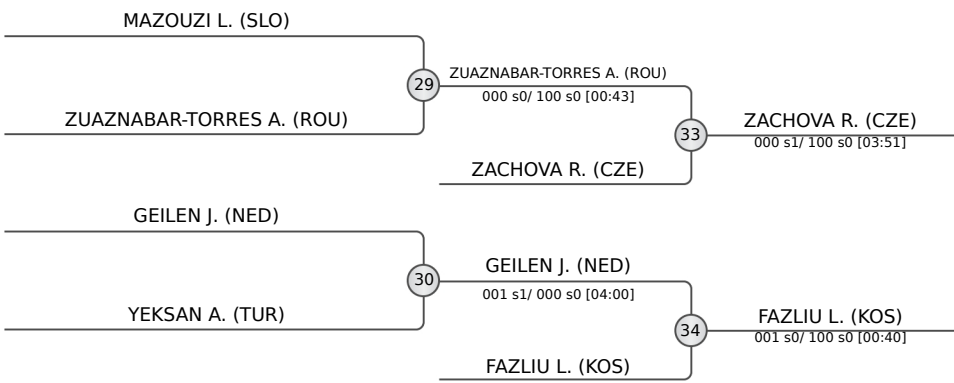 MAZOUZI L. (SLO)
29
ZUAZNABAR-TORRES A. (ROU)
000 s0/ 100 s0 [00:43]
ZUAZNABAR-TORRES A. (ROU)
33
ZACHOVA R. (CZE)
000 s1/ 100 s0 [03:51]
ZACHOVA R. (CZE)
GEILEN J. (NED)
30
GEILEN J. (NED)
001 s1/ 000 s0 [04:00]
YEKSAN A. (TUR)
34
FAZLIU L. (KOS)
001 s0/ 100 s0 [00:40]
FAZLIU L. (KOS)